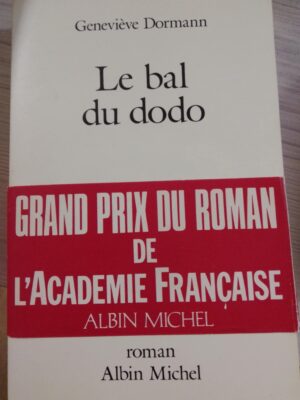 Geneviève Dormann
Le bal
du dodo
GRAND PRIX DU ROMAN
DE
L'ACADEMIE FRANÇAISE
ALBIN MICHEL
roman
Albin Michel